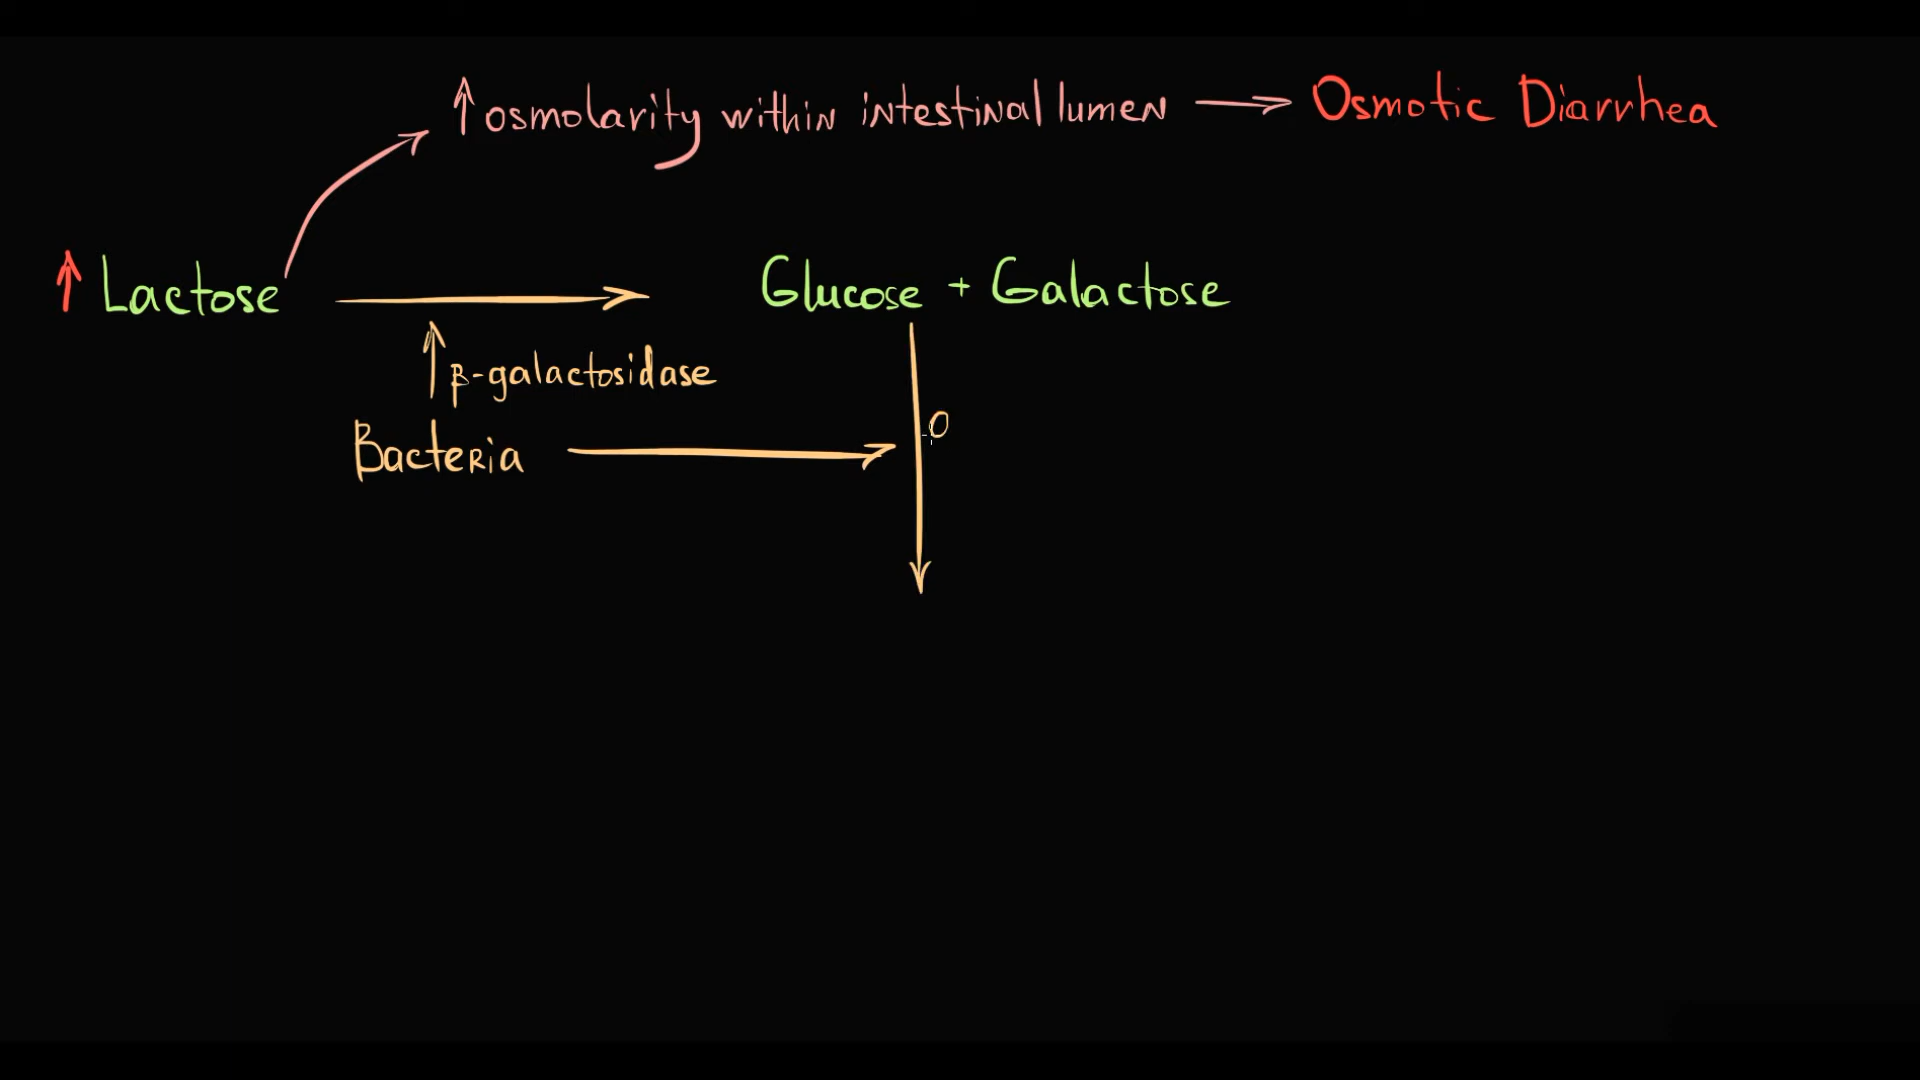 ↑ osmolarity within intestinal lumen → Osmotic Diarrhea
↑ Lactose → Glucose + Galactose
↑ β-galactosidase
O
Bacteria →